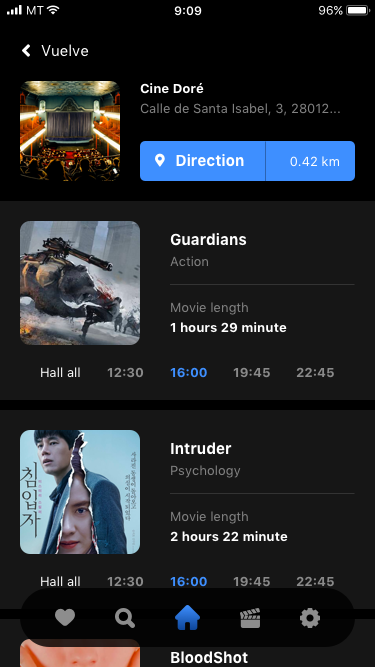 MT
9:09
96%
Vuelve
Cine Doré
Calle de Santa Isabel, 3, 28012...
Direction
0.42 km
Guardians
Action
Movie length
1 hours 29 minute
Hall all
12:30
16:00
19:45
22:45
Intruder
Psychology
침입자
Movie length
2 hours 22 minute
Hall all
12:30
16:00
19:45
22:45
BloodShot